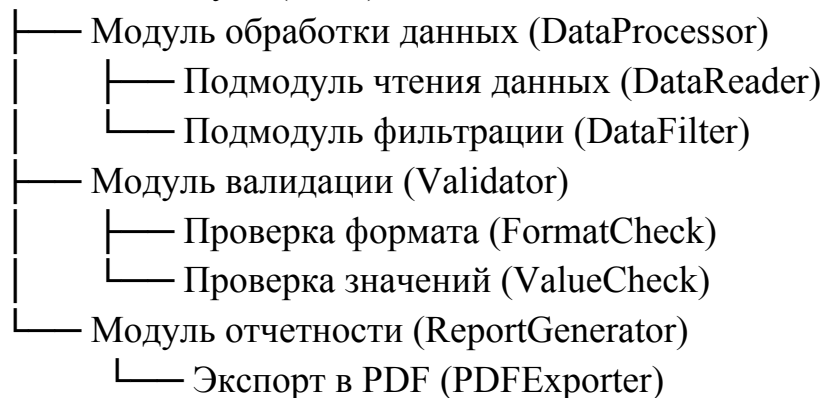 ├── Модуль обработки данных (DataProcessor)
│ ├── Подмодуль чтения данных (DataReader)
│ └── Подмодуль фильтрации (DataFilter)
├── Модуль валидации (Validator)
│ ├── Проверка формата (FormatCheck)
│ └── Проверка значений (ValueCheck)
└── Модуль отчетности (ReportGenerator)
└── Экспорт в PDF (PDFExporter)